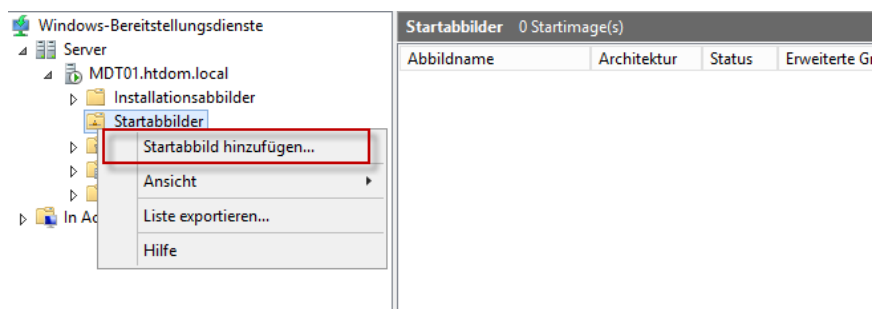 Windows-Bereitstellungsdienste
Server
MDT01.htdom.local
Installationsabbilder
Startabbilder
Startabbild hinzufügen...
Ansicht
Liste exportieren...
Hilfe
In Ac
Startabbilder 0 Startimage(s)
Abbildname Architektur Status Erweiterte Gr